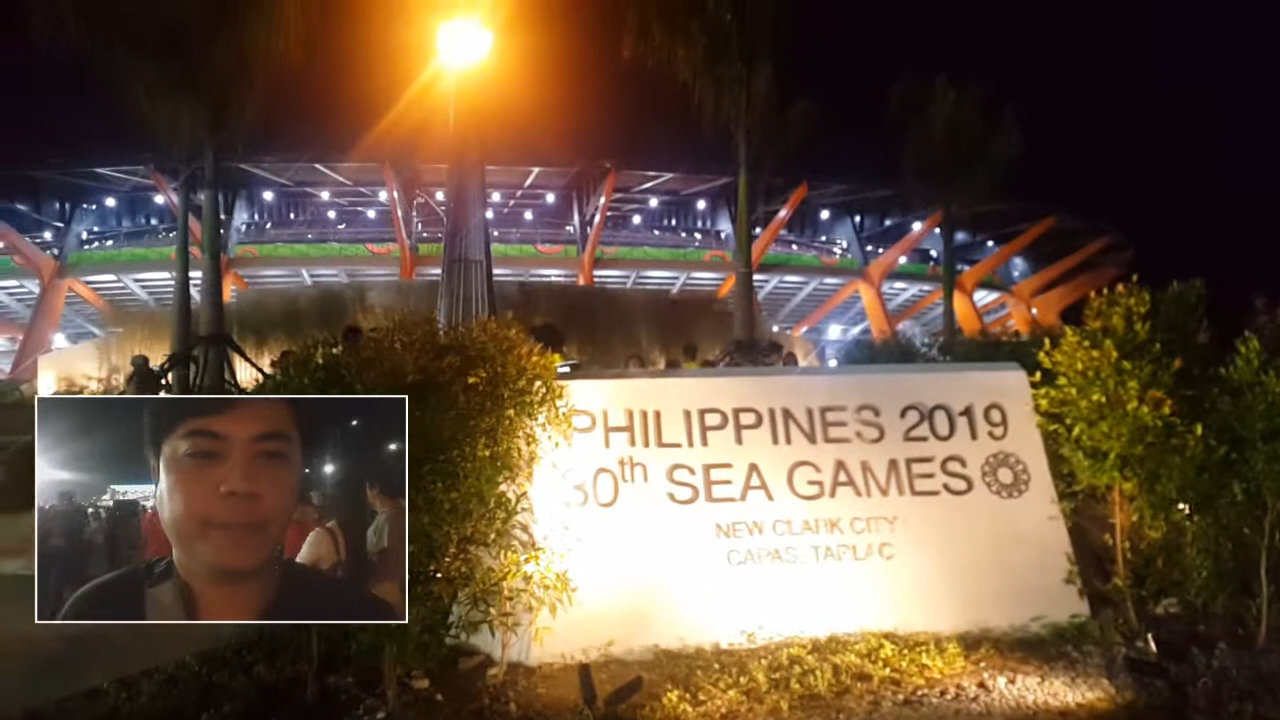 PHILIPPINES 2019
30th SEA GAMES
NEW CLARK CITY
CAPAS, TARLAC